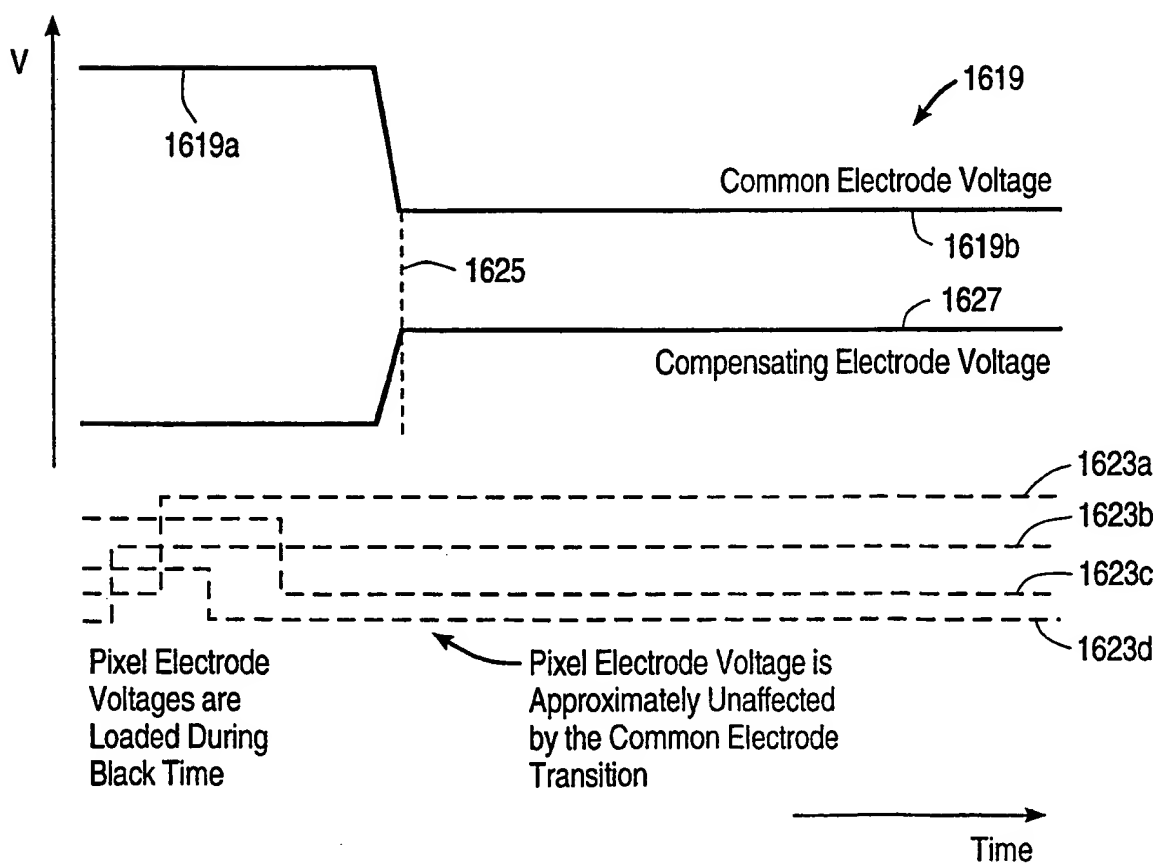 V
1619
1619a
Common Electrode Voltage
1619b
1625
1627
Compensating Electrode Voltage
1623a
1623b
1623c
1623d
Pixel Electrode
Voltages are
Loaded During
Black Time
Pixel Electrode Voltage is
Approximately Unaffected
by the Common Electrode
Transition
Time